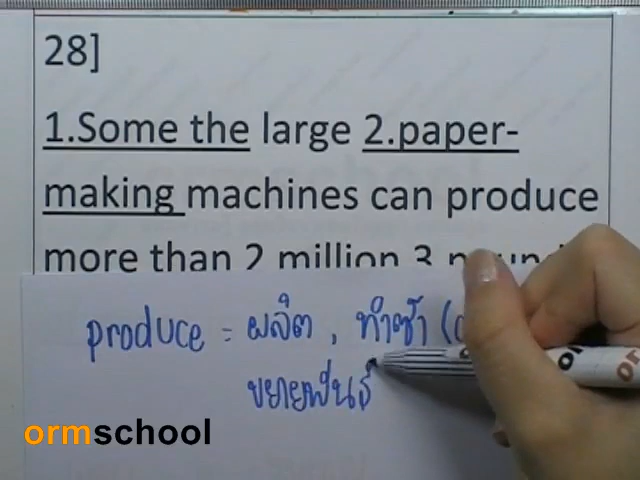 28]
1.Some the large 2.paper-
making machines can produce
more than 2 million 3.
produce = ผลิต, ทำซ้ำ (
ขยายพันธุ์
ormschool